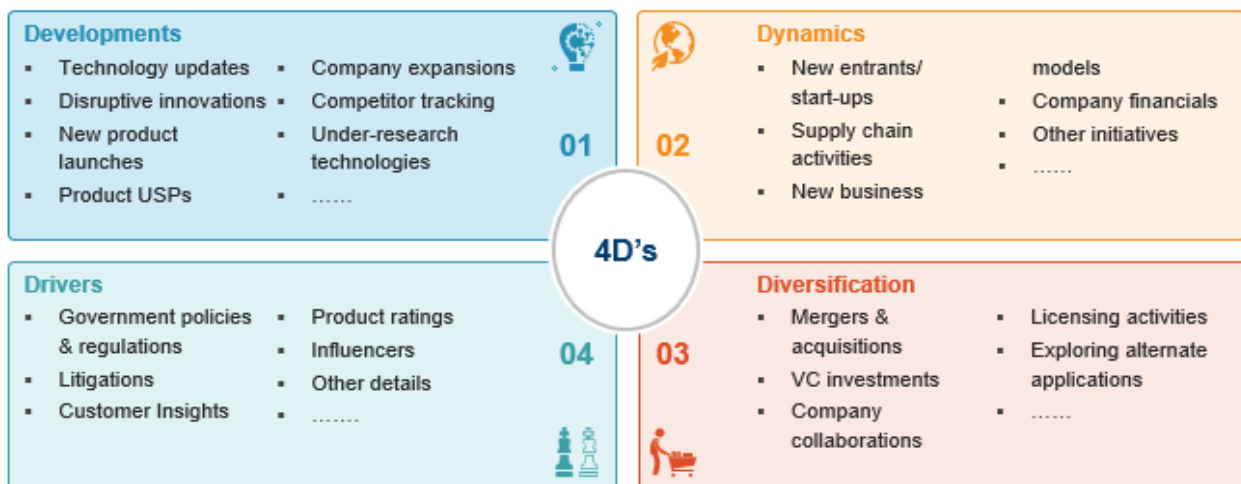 Developments
▪ Technology updates
▪ Disruptive innovations
▪ New product
launches
▪ Product USPs
▪ Company expansions
▪ Competitor tracking
▪ Under-research
technologies
▪ ……
01
Dynamics
▪ New entrants/
start-ups
▪ Supply chain
activities
▪ New business
models
▪ Company financials
▪ Other initiatives
▪ ……
02
4D’s
Drivers
▪ Government policies
& regulations
▪ Litigations
▪ Customer Insights
▪ Product ratings
▪ Influencers
▪ Other details
▪ …….
04
Diversification
▪ Mergers &
acquisitions
▪ VC investments
▪ Company
collaborations
▪ Licensing activities
▪ Exploring alternate
applications
▪ ……
03